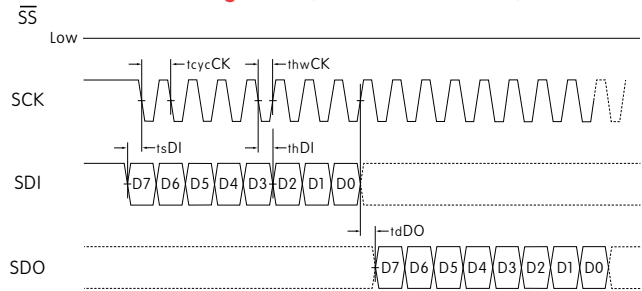 SS
Low
tcycCK thwCK
SCK
tsDI thDI
SDI D7 D6 D5 D4 D3 D2 D1 D0
tdDO
SDO D7 D6 D5 D4 D3 D2 D1 D0